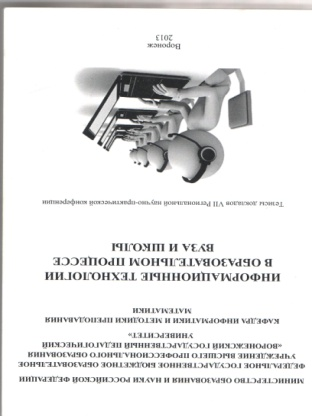 МИНИСТЕРСТВО ОБРАЗОВАНИЯ И НАУКИ РОССИЙСКОЙ ФЕДЕРАЦИИ
ФЕДЕРАЛЬНОЕ ГОСУДАРСТВЕННОЕ БЮДЖЕТНОЕ ОБРАЗОВАТЕЛЬНОЕ
УЧРЕЖДЕНИЕ ВЫСШЕГО ПРОФЕССИОНАЛЬНОГО ОБРАЗОВАНИЯ
«ВОРОНЕЖСКИЙ ГОСУДАРСТВЕННЫЙ ПЕДАГОГИЧЕСКИЙ
УНИВЕРСИТЕТ»
КАФЕДРА ИНФОРМАТИКИ И МЕТОДИКИ ПРЕПОДАВАНИЯ
МАТЕМАТИКИ
ИНФОРМАЦИОННЫЕ ТЕХНОЛОГИИ
В ОБРАЗОВАТЕЛЬНОМ ПРОЦЕССЕ
ВУЗА И ШКОЛЫ
Тезисы докладов VII Региональной научно-практической конференции
Воронеж
2013